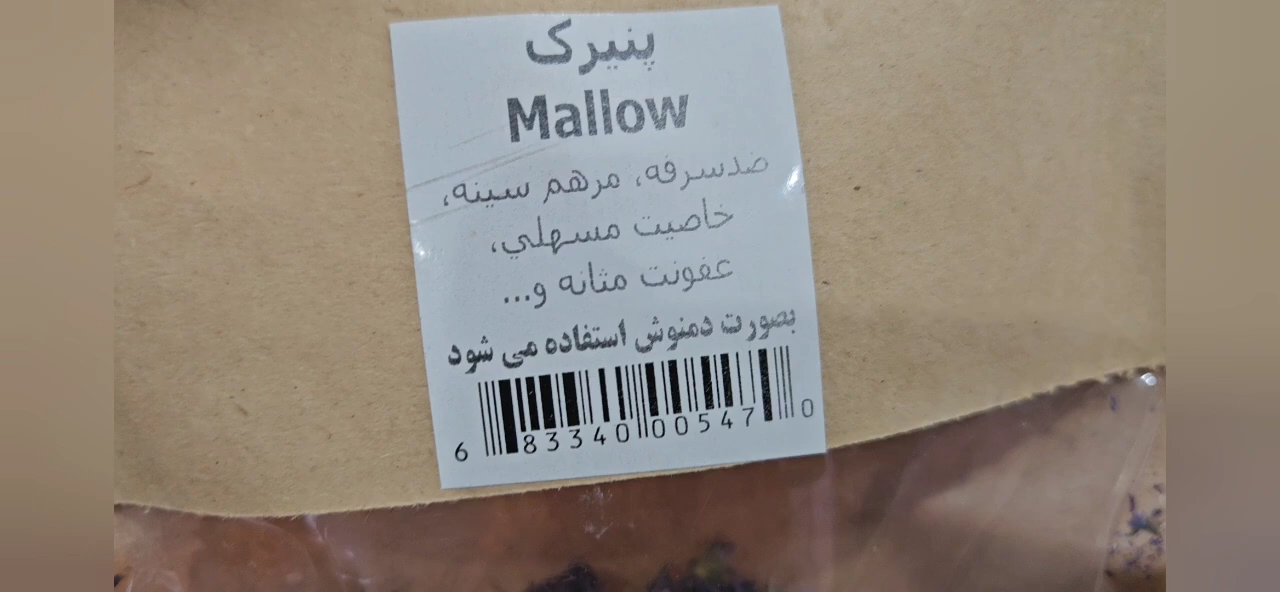 پنیرک
Mallow
ضدسرفه، مرهم سینه،
خاصیت مسهلي،
عفونت مثانه و...
بصورت دمنوش استفاده می شود
6 83340 00547 0